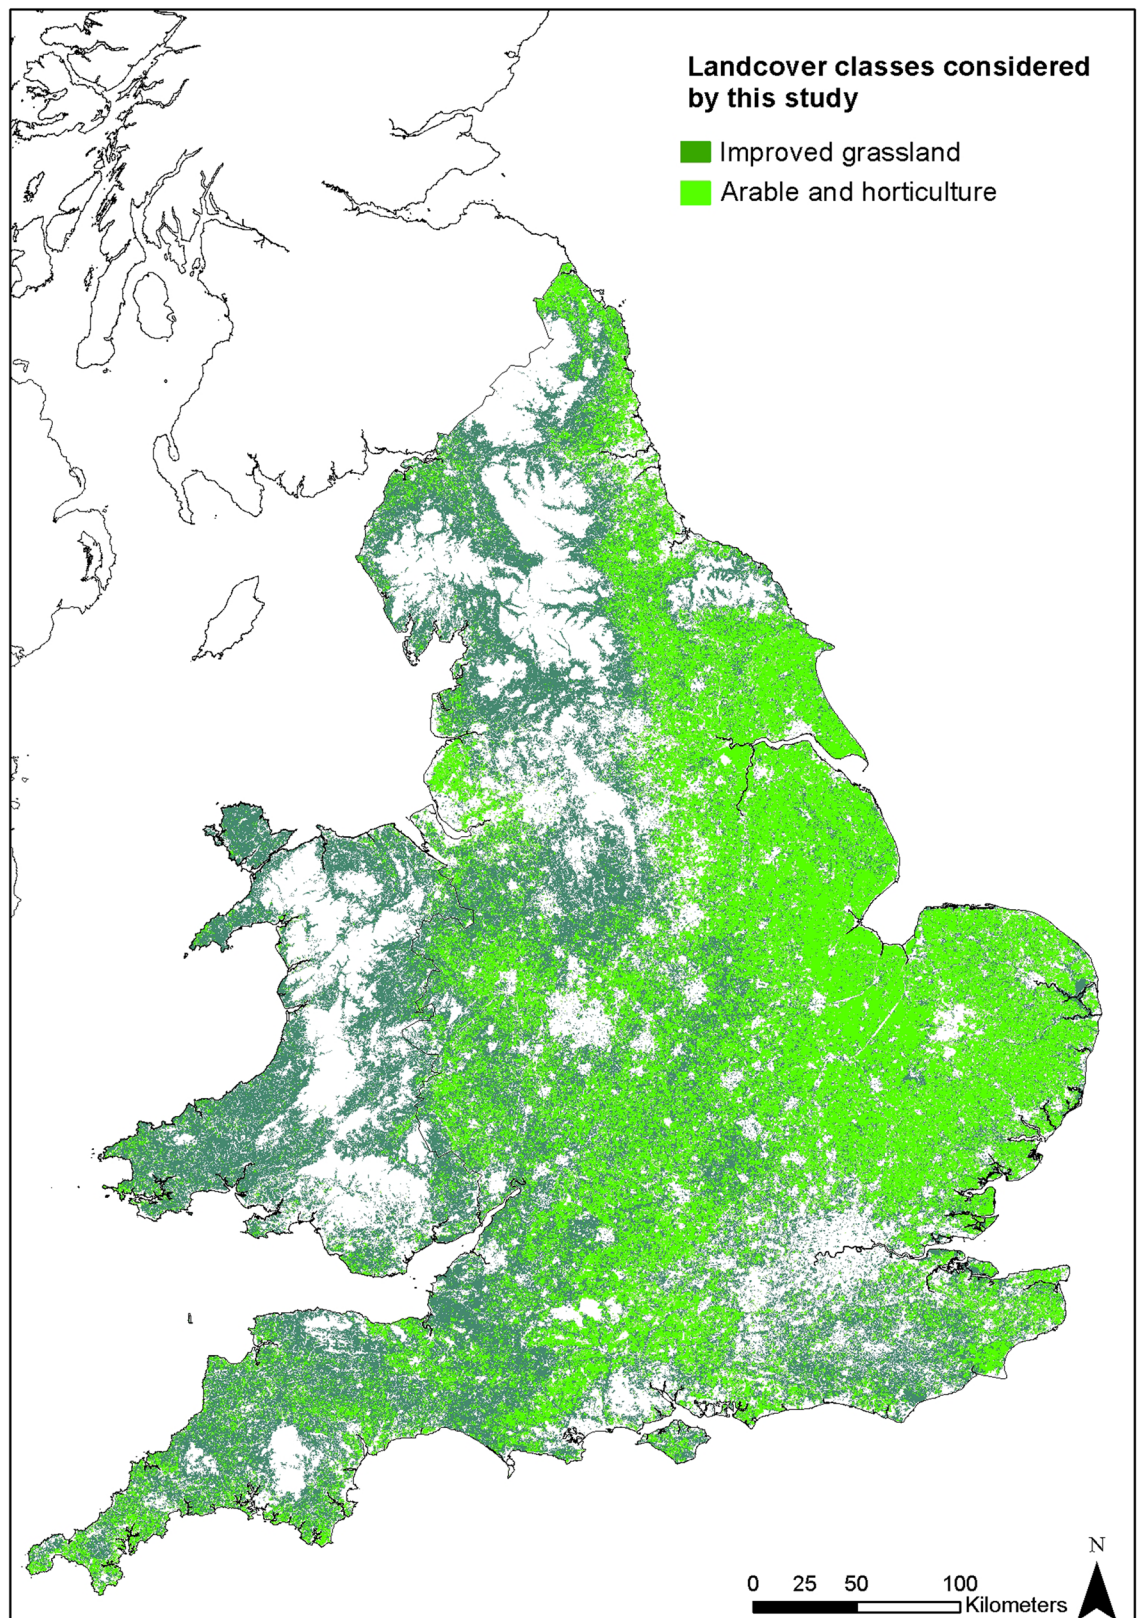 Landcover classes considered
by this study
Improved grassland
Arable and horticulture
N
0 25 50 100
Kilometers